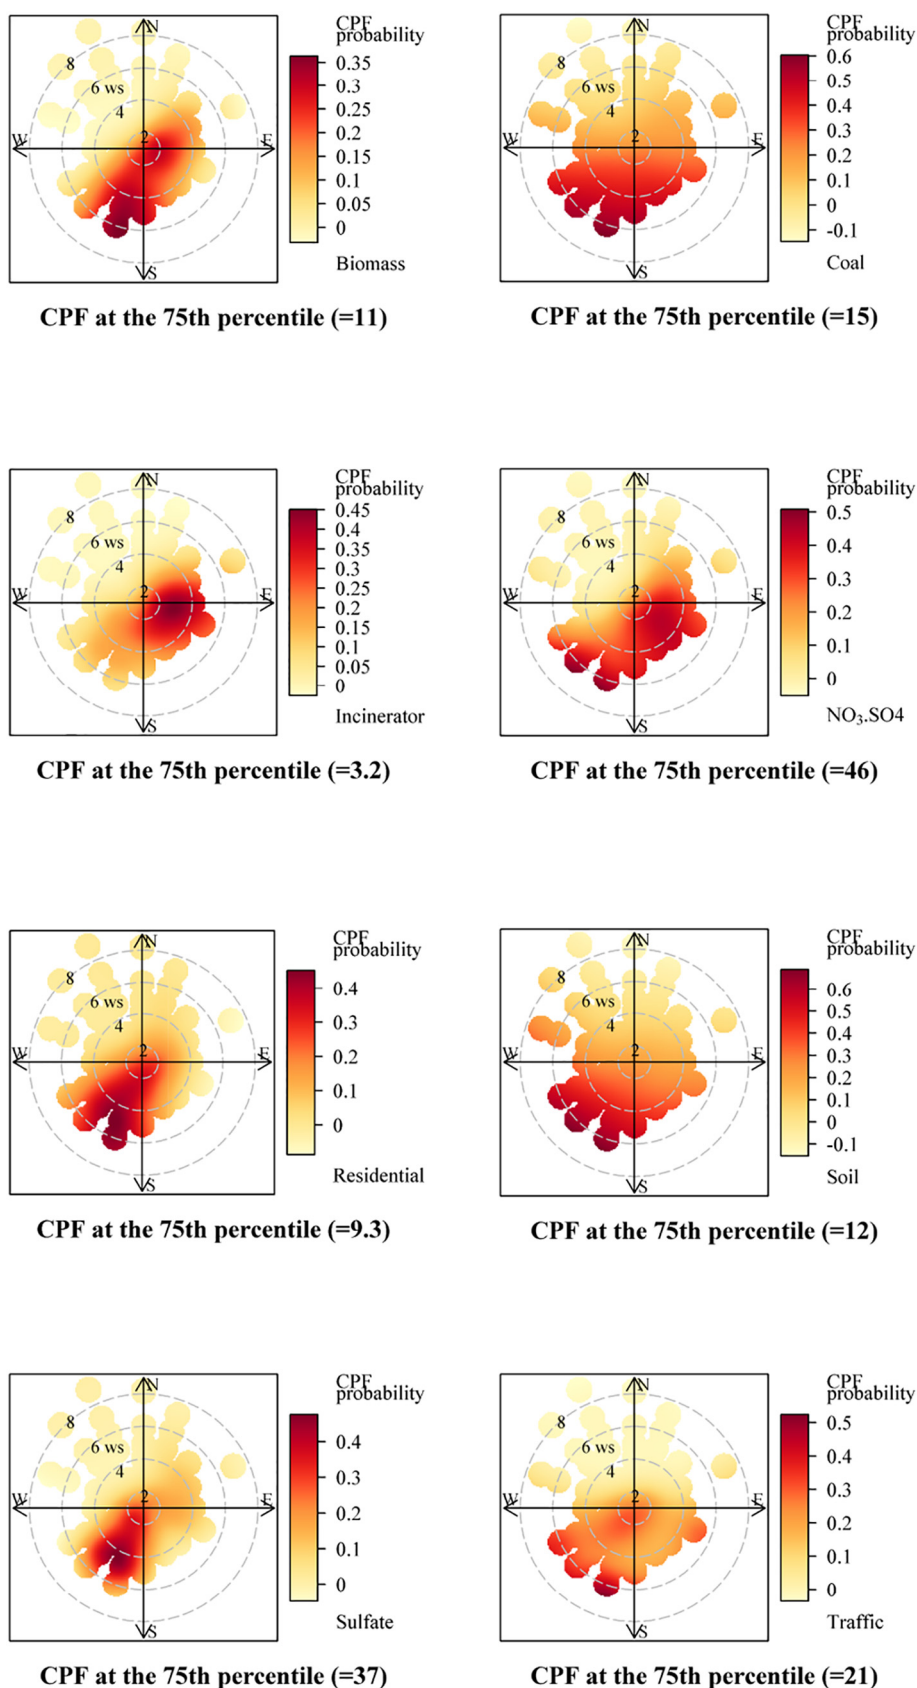 N
CPF
probability
8
6 ws
4
2
W
E
S
0.35
0.3
0.25
0.2
0.15
0.1
0.05
0
Biomass
CPF at the 75th percentile (=11)
N
CPF
probability
8
6 ws
4
2
W
E
S
0.6
0.5
0.4
0.3
0.2
0.1
0
-0.1
Coal
CPF at the 75th percentile (=15)
N
CPF
probability
8
6 ws
4
2
W
E
S
0.45
0.4
0.35
0.3
0.25
0.2
0.15
0.1
0.05
0
Incinerator
CPF at the 75th percentile (=3.2)
N
CPF
probability
8
6 ws
4
2
W
E
S
0.5
0.4
0.3
0.2
0.1
0
NO₃.SO4
CPF at the 75th percentile (=46)
N
CPF
probability
8
6 ws
4
2
W
E
S
0.4
0.3
0.2
0.1
0
Residential
CPF at the 75th percentile (=9.3)
N
CPF
probability
8
6 ws
4
2
W
E
S
0.6
0.5
0.4
0.3
0.2
0.1
0
-0.1
Soil
CPF at the 75th percentile (=12)
N
CPF
probability
8
6 ws
4
2
W
E
S
0.4
0.3
0.2
0.1
0
Sulfate
CPF at the 75th percentile (=37)
N
CPF
probability
8
6 ws
4
2
W
E
S
0.5
0.4
0.3
0.2
0.1
0
Traffic
CPF at the 75th percentile (=21)